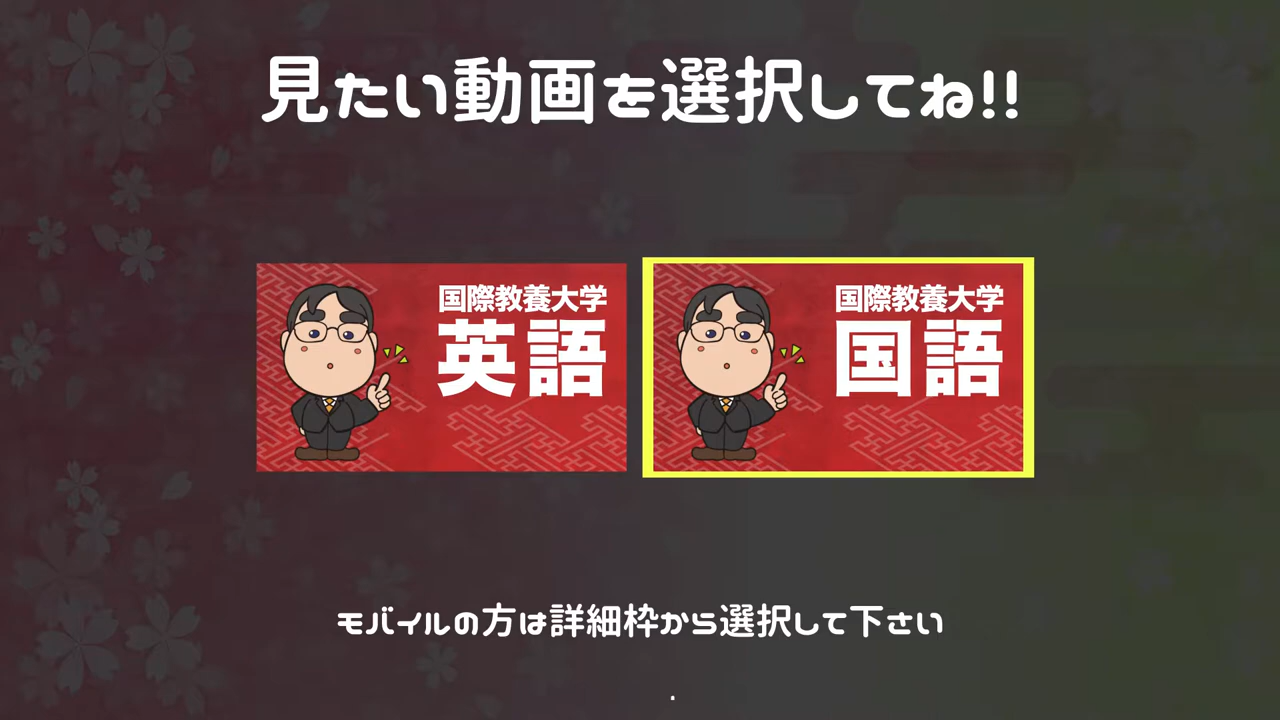 見たい動画を選択してね!!
国際教養大学
英語
国際教養大学
国語
モバイルの方は詳細枠から選択して下さい
.